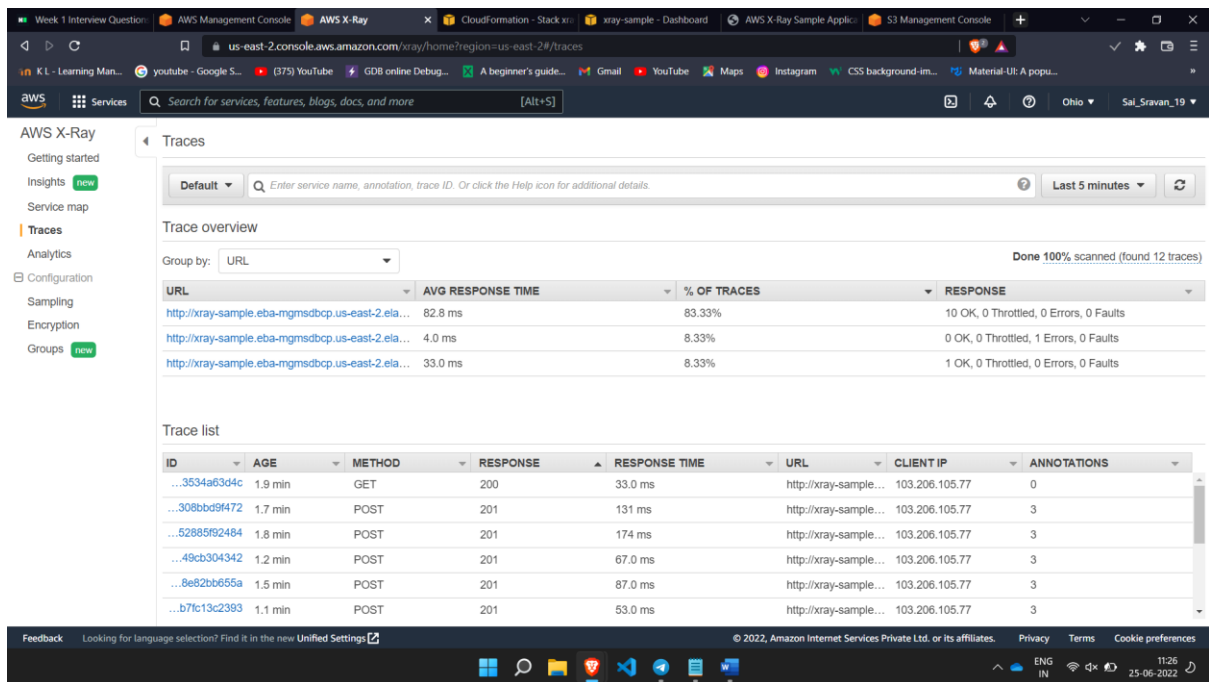 Week 1 Interview Question
AWS Management Console
AWS X-Ray
CloudFormation - Stack xra
xray-sample - Dashboard
AWS X-Ray Sample Applica
S3 Management Console
us-east-2.console.aws.amazon.com/xray/home?region=us-east-2#/traces
K L - Learning Man...
youtube - Google S...
(375) YouTube
GDB online Debug...
A beginner's guide...
Gmail
YouTube
Maps
Instagram
CSS background-im...
Material-UI: A popu...
»
aws
Services
Search for services, features, blogs, docs, and more [Alt+S]
Ohio
Sai_Sravan_19
AWS X-Ray
Getting started
Insights new
Service map
Traces
Analytics
Configuration
Sampling
Encryption
Groups new
Traces
Default
Enter service name, annotation, trace ID. Or click the Help icon for additional details.
Last 5 minutes
Trace overview
Group by: URL
Done 100% scanned (found 12 traces)
URL AVG RESPONSE TIME % OF TRACES RESPONSE
http://xray-sample.eba-mgmsdbcp.us-east-2.ela... 82.8 ms 83.33% 10 OK, 0 Throttled, 0 Errors, 0 Faults
http://xray-sample.eba-mgmsdbcp.us-east-2.ela... 4.0 ms 8.33% 0 OK, 0 Throttled, 1 Errors, 0 Faults
http://xray-sample.eba-mgmsdbcp.us-east-2.ela... 33.0 ms 8.33% 1 OK, 0 Throttled, 0 Errors, 0 Faults
Trace list
ID AGE METHOD RESPONSE RESPONSE TIME URL CLIENT IP ANNOTATIONS
...3534a63d4c 1.9 min GET 200 33.0 ms http://xray-sample... 103.206.105.77 0
...308bbd9f472 1.7 min POST 201 131 ms http://xray-sample... 103.206.105.77 3
...52885f92484 1.8 min POST 201 174 ms http://xray-sample... 103.206.105.77 3
...49cb304342 1.2 min POST 201 67.0 ms http://xray-sample... 103.206.105.77 3
...8e82bb655a 1.5 min POST 201 87.0 ms http://xray-sample... 103.206.105.77 3
...b7fc13c2393 1.1 min POST 201 53.0 ms http://xray-sample... 103.206.105.77 3
Feedback Looking for language selection? Find it in the new Unified Settings
© 2022, Amazon Internet Services Private Ltd. or its affiliates. Privacy Terms Cookie preferences
ENG
IN
11:26
25-06-2022